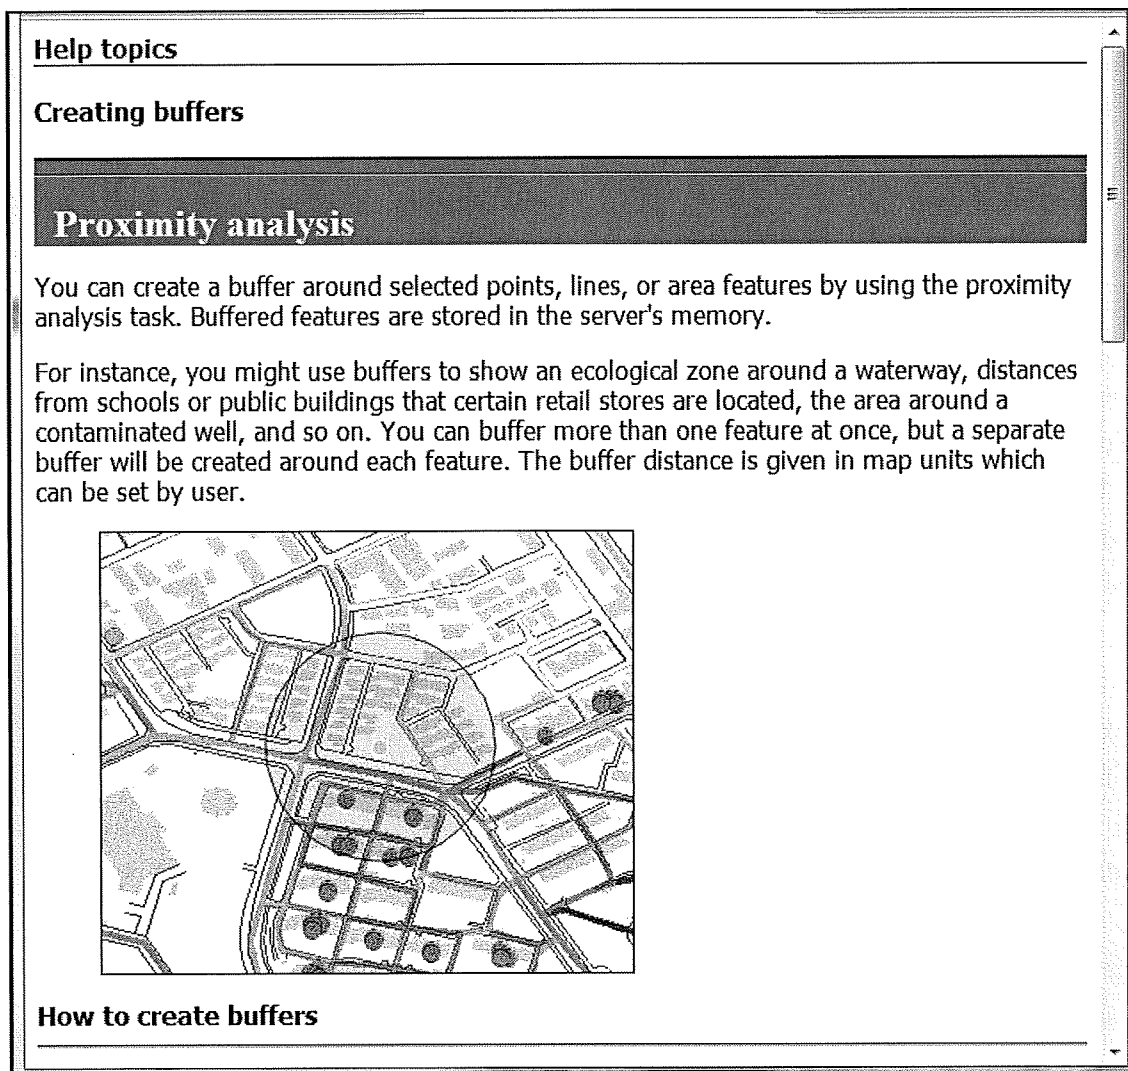 Help topics
Creating buffers
Proximity analysis
You can create a buffer around selected points, lines, or area features by using the proximity
analysis task. Buffered features are stored in the server's memory.
For instance, you might use buffers to show an ecological zone around a waterway, distances
from schools or public buildings that certain retail stores are located, the area around a
contaminated well, and so on. You can buffer more than one feature at once, but a separate
buffer will be created around each feature. The buffer distance is given in map units which
can be set by user.
How to create buffers